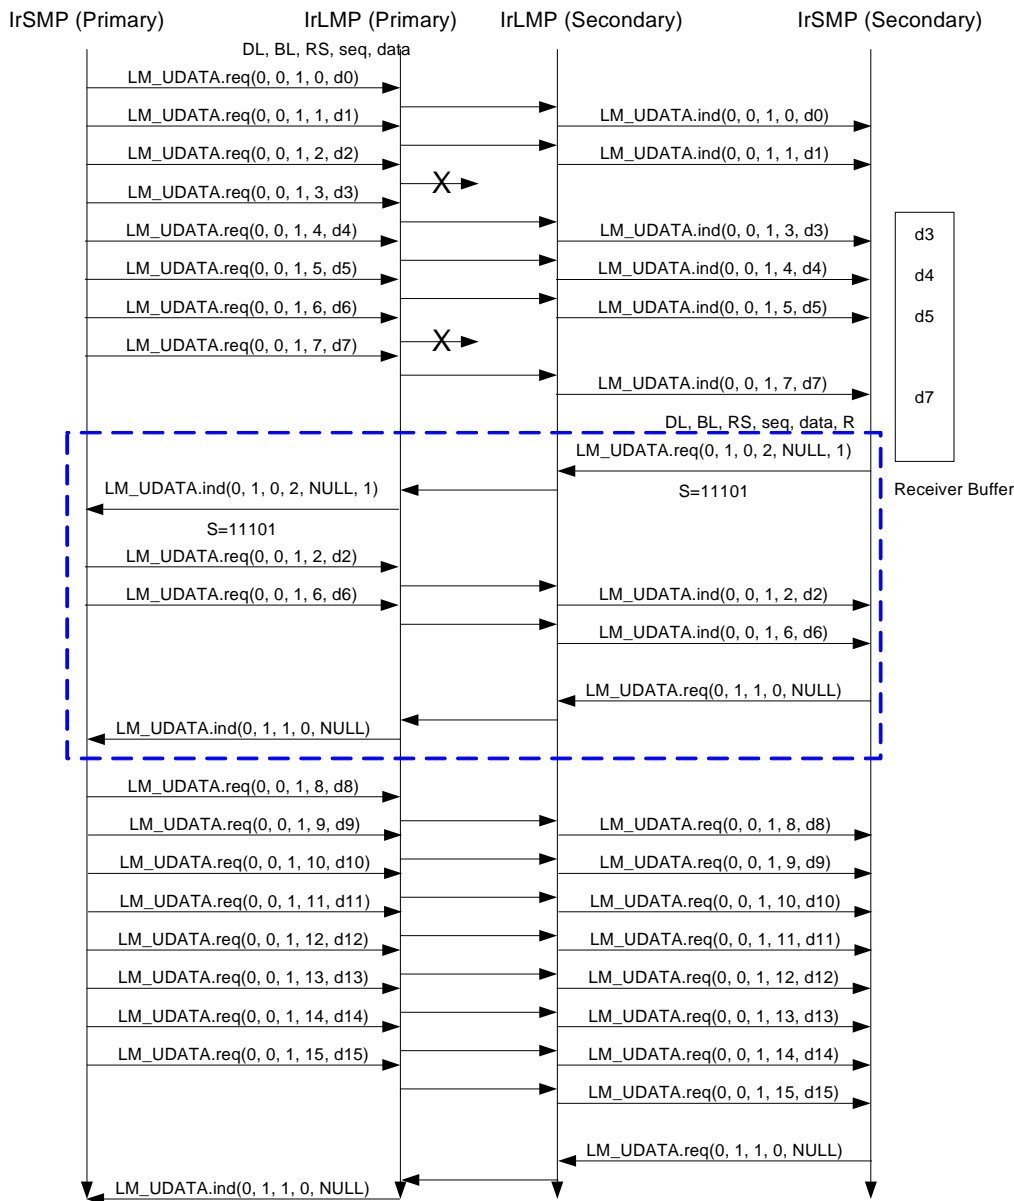 IrSMP (Primary) IrLMP (Primary) IrLMP (Secondary) IrSMP (Secondary)
DL, BL, RS, seq, data
LM_UDATA.req(0, 0, 1, 0, d0)
LM_UDATA.req(0, 0, 1, 1, d1) LM_UDATA.ind(0, 0, 1, 0, d0)
LM_UDATA.req(0, 0, 1, 2, d2) LM_UDATA.ind(0, 0, 1, 1, d1)
X
LM_UDATA.req(0, 0, 1, 3, d3)
LM_UDATA.req(0, 0, 1, 4, d4) LM_UDATA.ind(0, 0, 1, 3, d3) d3
LM_UDATA.req(0, 0, 1, 5, d5) LM_UDATA.ind(0, 0, 1, 4, d4) d4
LM_UDATA.req(0, 0, 1, 6, d6) LM_UDATA.ind(0, 0, 1, 5, d5) d5
X
LM_UDATA.req(0, 0, 1, 7, d7)
LM_UDATA.ind(0, 0, 1, 7, d7) d7
DL, BL, RS, seq, data, R
LM_UDATA.req(0, 1, 0, 2, NULL, 1)
LM_UDATA.ind(0, 1, 0, 2, NULL, 1) S=11101 Receiver Buffer
S=11101
LM_UDATA.req(0, 0, 1, 2, d2)
LM_UDATA.req(0, 0, 1, 6, d6) LM_UDATA.ind(0, 0, 1, 2, d2)
LM_UDATA.ind(0, 0, 1, 6, d6)
LM_UDATA.req(0, 1, 1, 0, NULL)
LM_UDATA.ind(0, 1, 1, 0, NULL)
LM_UDATA.req(0, 0, 1, 8, d8)
LM_UDATA.req(0, 0, 1, 9, d9) LM_UDATA.req(0, 0, 1, 8, d8)
LM_UDATA.req(0, 0, 1, 10, d10) LM_UDATA.req(0, 0, 1, 9, d9)
LM_UDATA.req(0, 0, 1, 11, d11) LM_UDATA.req(0, 0, 1, 10, d10)
LM_UDATA.req(0, 0, 1, 12, d12) LM_UDATA.req(0, 0, 1, 11, d11)
LM_UDATA.req(0, 0, 1, 13, d13) LM_UDATA.req(0, 0, 1, 12, d12)
LM_UDATA.req(0, 0, 1, 14, d14) LM_UDATA.req(0, 0, 1, 13, d13)
LM_UDATA.req(0, 0, 1, 15, d15) LM_UDATA.req(0, 0, 1, 14, d14)
LM_UDATA.req(0, 0, 1, 15, d15)
LM_UDATA.req(0, 1, 1, 0, NULL)
LM_UDATA.ind(0, 1, 1, 0, NULL)